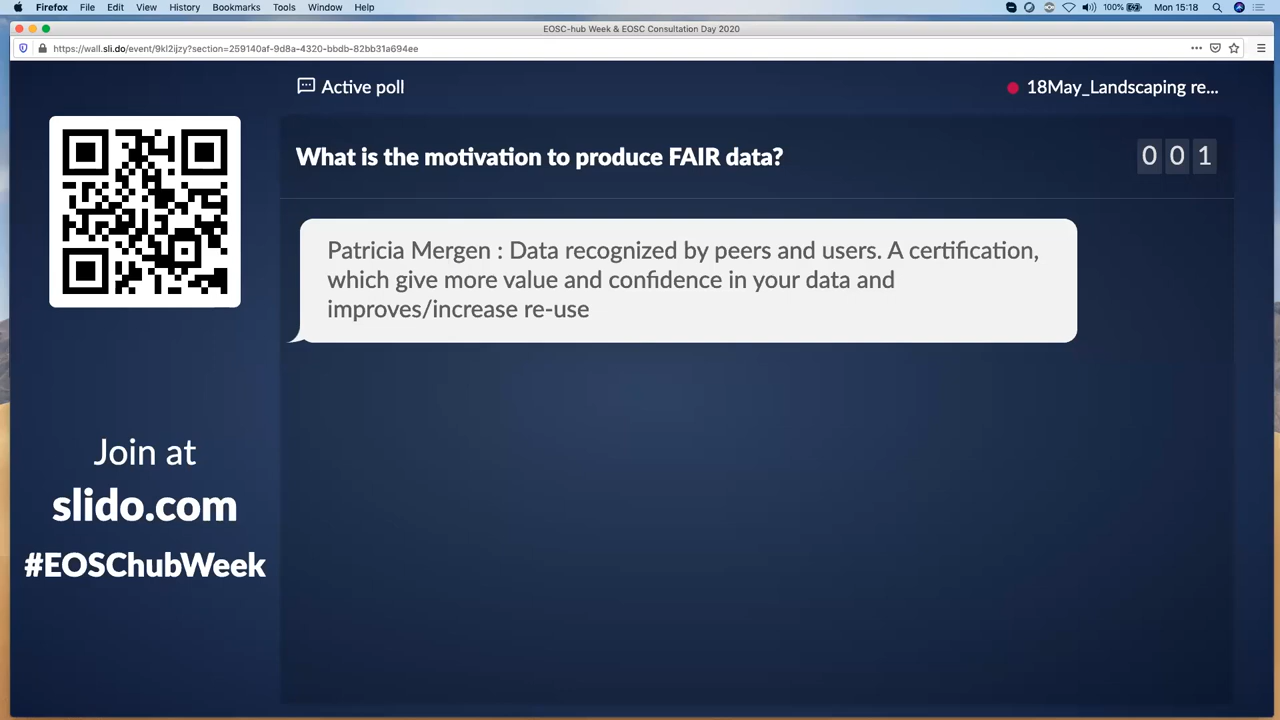 Firefox File Edit View History Bookmarks Tools Window Help 100% Mon 15:18
EOSC-hub Week & EOSC Consultation Day 2020
https://wall.sli.do/event/9kl2ijzy?section=259140af-9d8a-4320-bbdb-82bb31a694ee
Active poll
18May_Landscaping re...
What is the motivation to produce FAIR data?
001
Patricia Mergen : Data recognized by peers and users. A certification,
which give more value and confidence in your data and
improves/increase re-use
Join at
slido.com
#EOSChubWeek